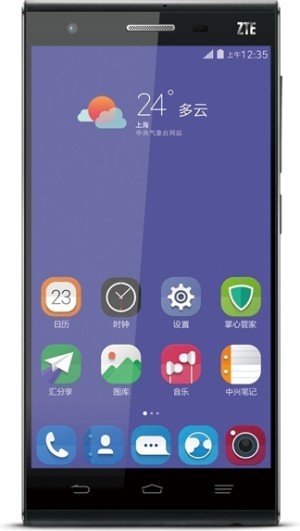 ZTE
上午12:35
24° 多云
上海
中央气象台网站
23
日历 时钟 设置 掌心管家
汇分享 图库 音乐 中兴笔记